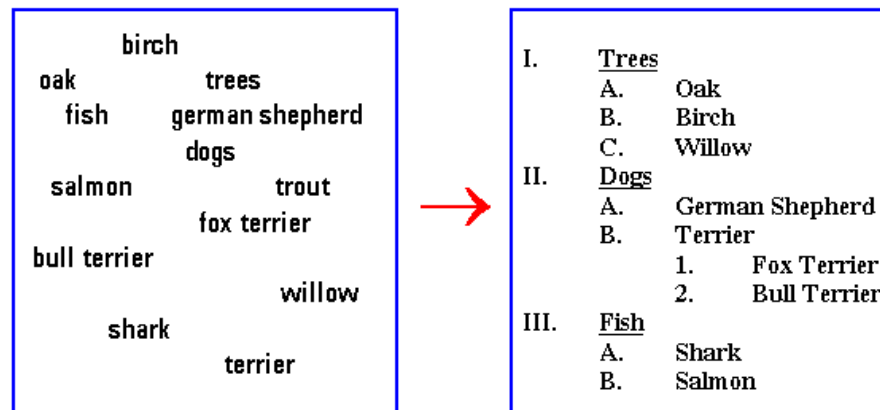 birch
oak trees
fish german shepherd
dogs
salmon trout
fox terrier
bull terrier
willow
shark
terrier
I. Trees
A. Oak
B. Birch
C. Willow
II. Dogs
A. German Shepherd
B. Terrier
1. Fox Terrier
2. Bull Terrier
III. Fish
A. Shark
B. Salmon